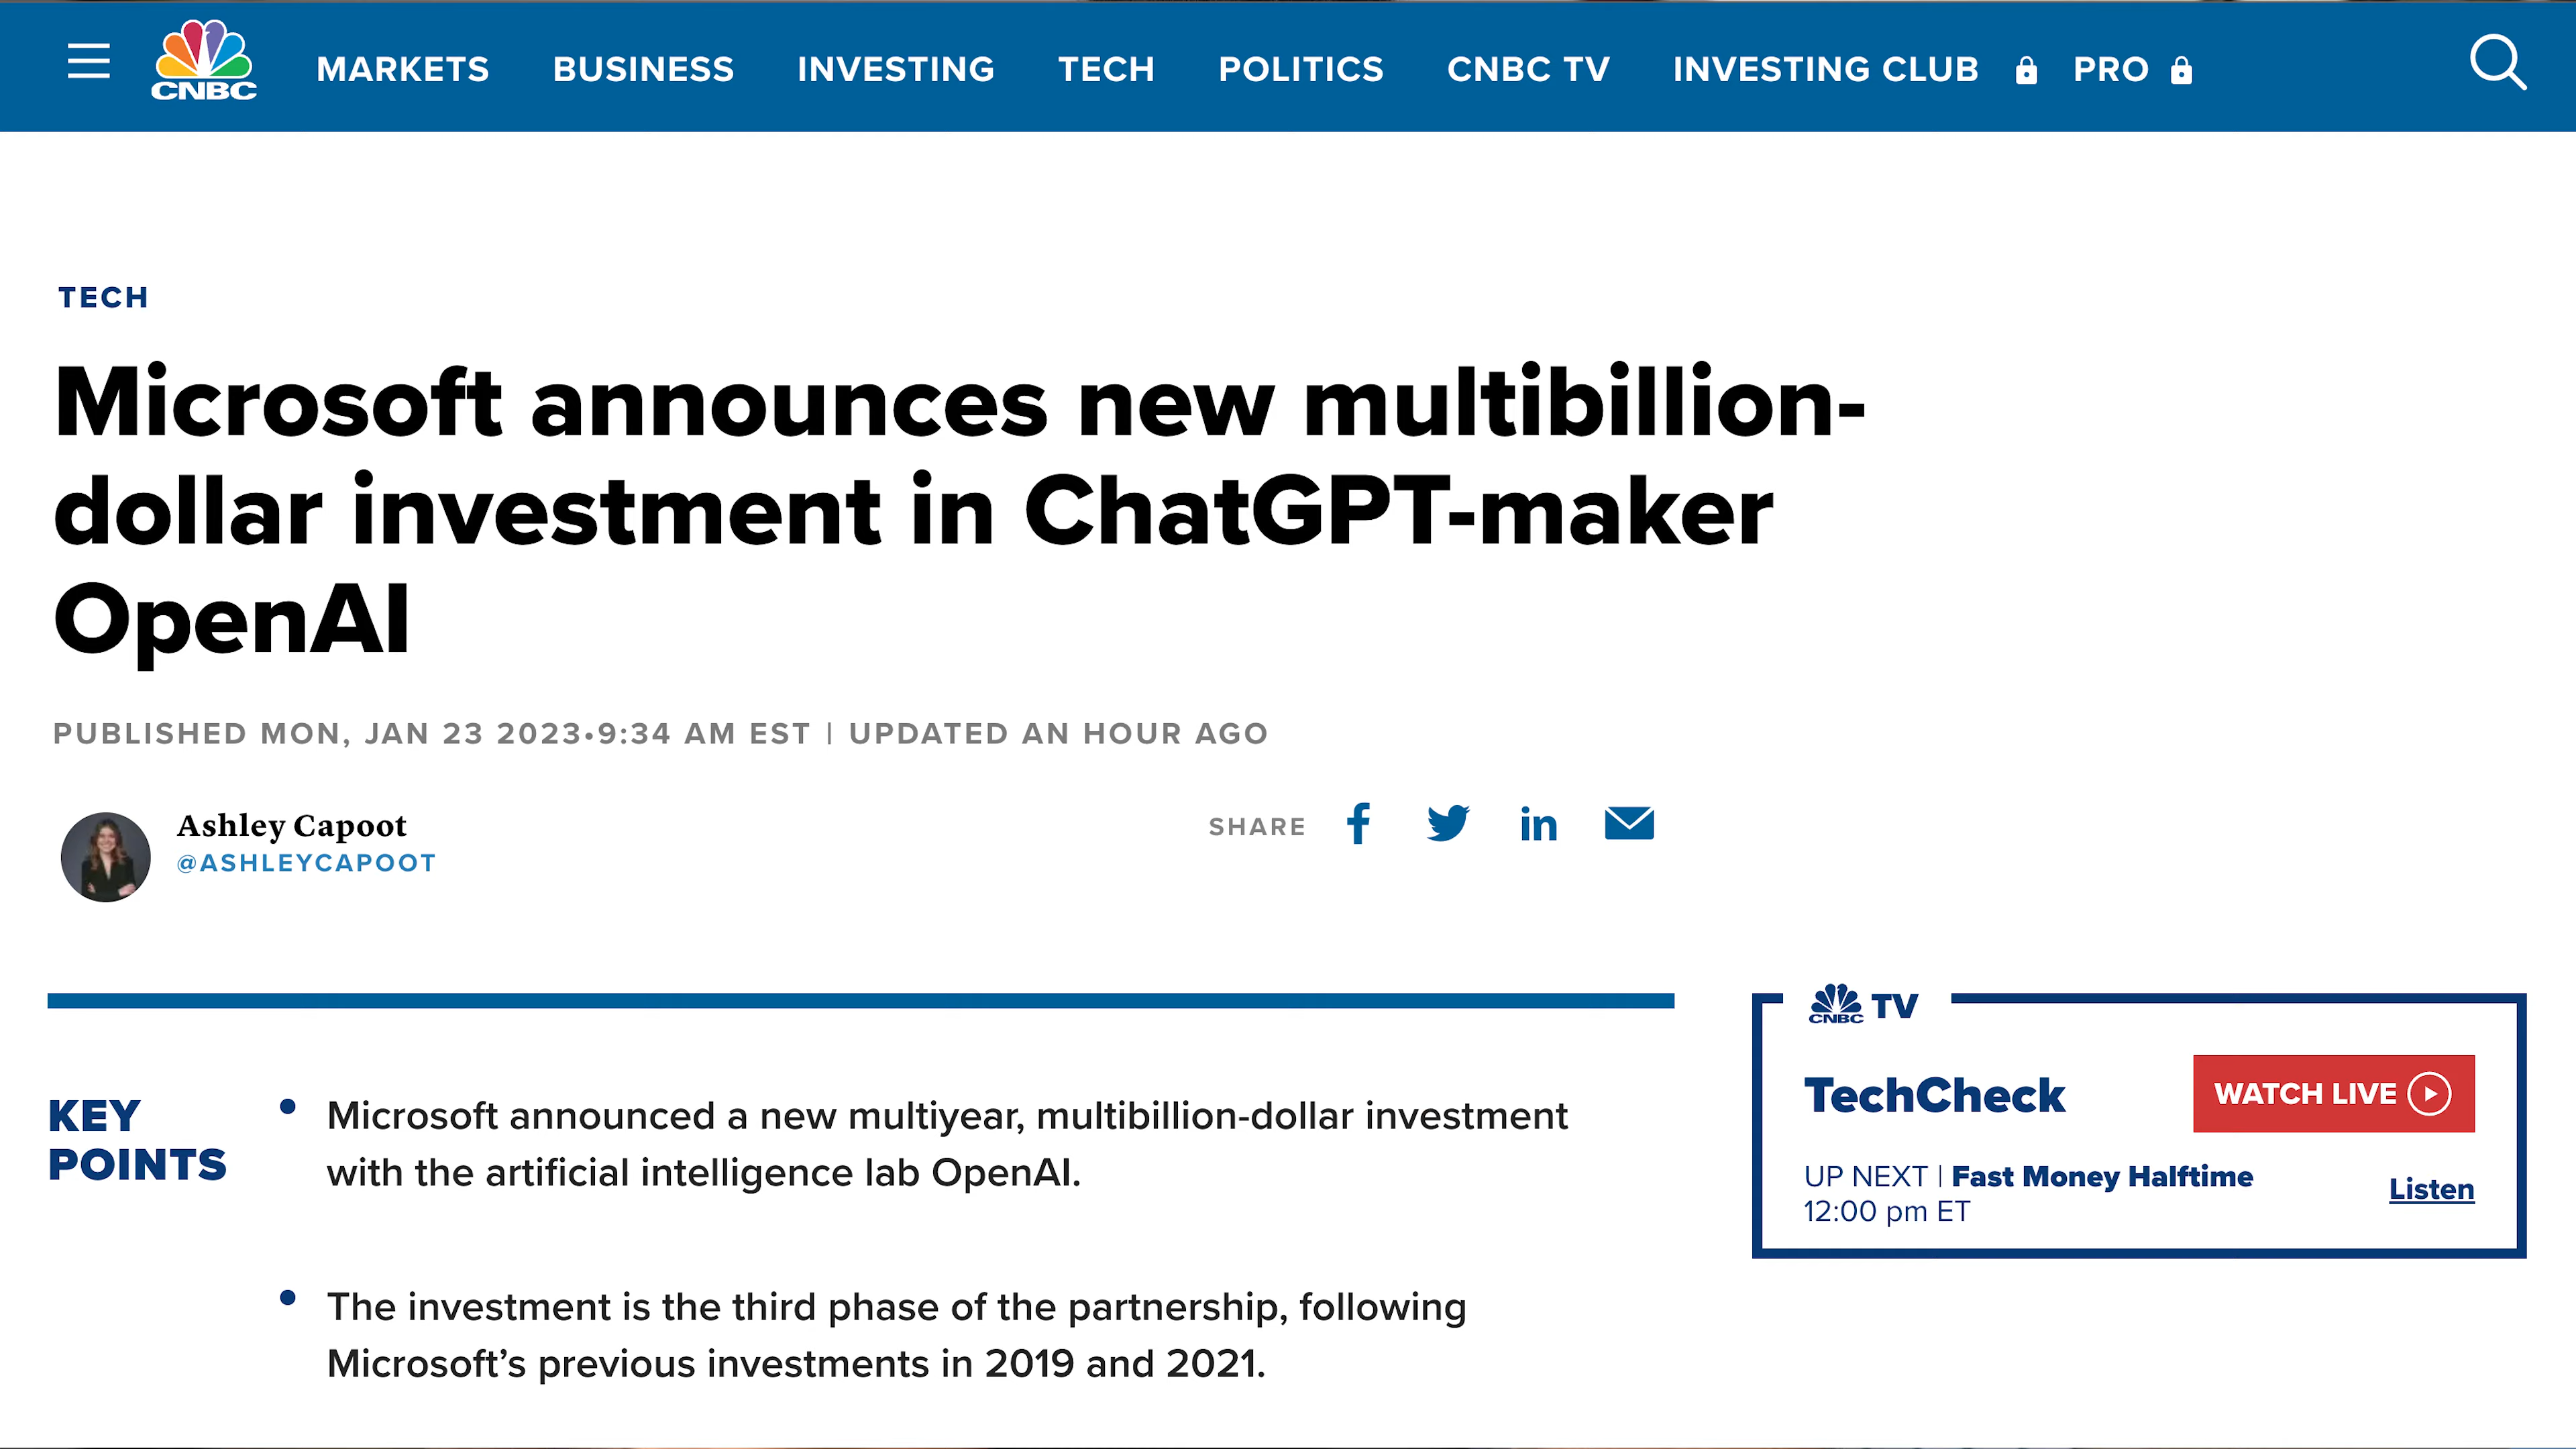 CNBC
MARKETS BUSINESS INVESTING TECH POLITICS CNBC TV INVESTING CLUB PRO
TECH
Microsoft announces new multibillion-
dollar investment in ChatGPT-maker
OpenAI
PUBLISHED MON, JAN 23 2023•9:34 AM EST | UPDATED AN HOUR AGO
Ashley Capoot
@ASHLEYCAPOOT
SHARE f in
KEY
POINTS
• Microsoft announced a new multiyear, multibillion-dollar investment
with the artificial intelligence lab OpenAI.
• The investment is the third phase of the partnership, following
Microsoft’s previous investments in 2019 and 2021.
CNBC TV
TechCheck
WATCH LIVE
UP NEXT | Fast Money Halftime
12:00 pm ET
Listen